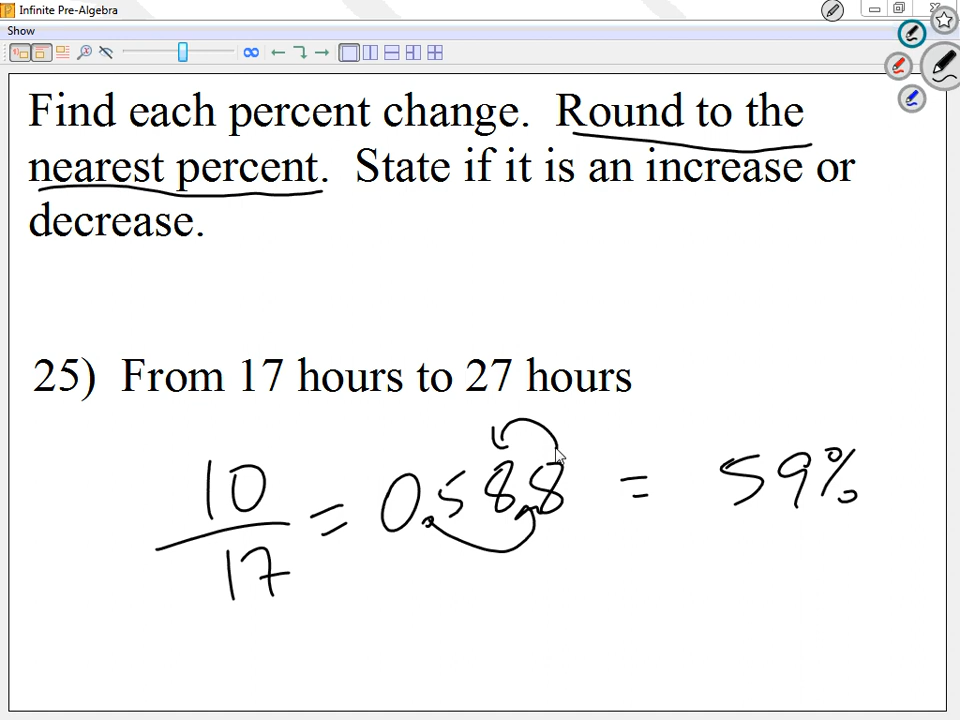 Infinite Pre-Algebra
Show
Find each percent change. Round to the
nearest percent. State if it is an increase or
decrease.
25) From 17 hours to 27 hours
10/17 = 0.588 = 59%